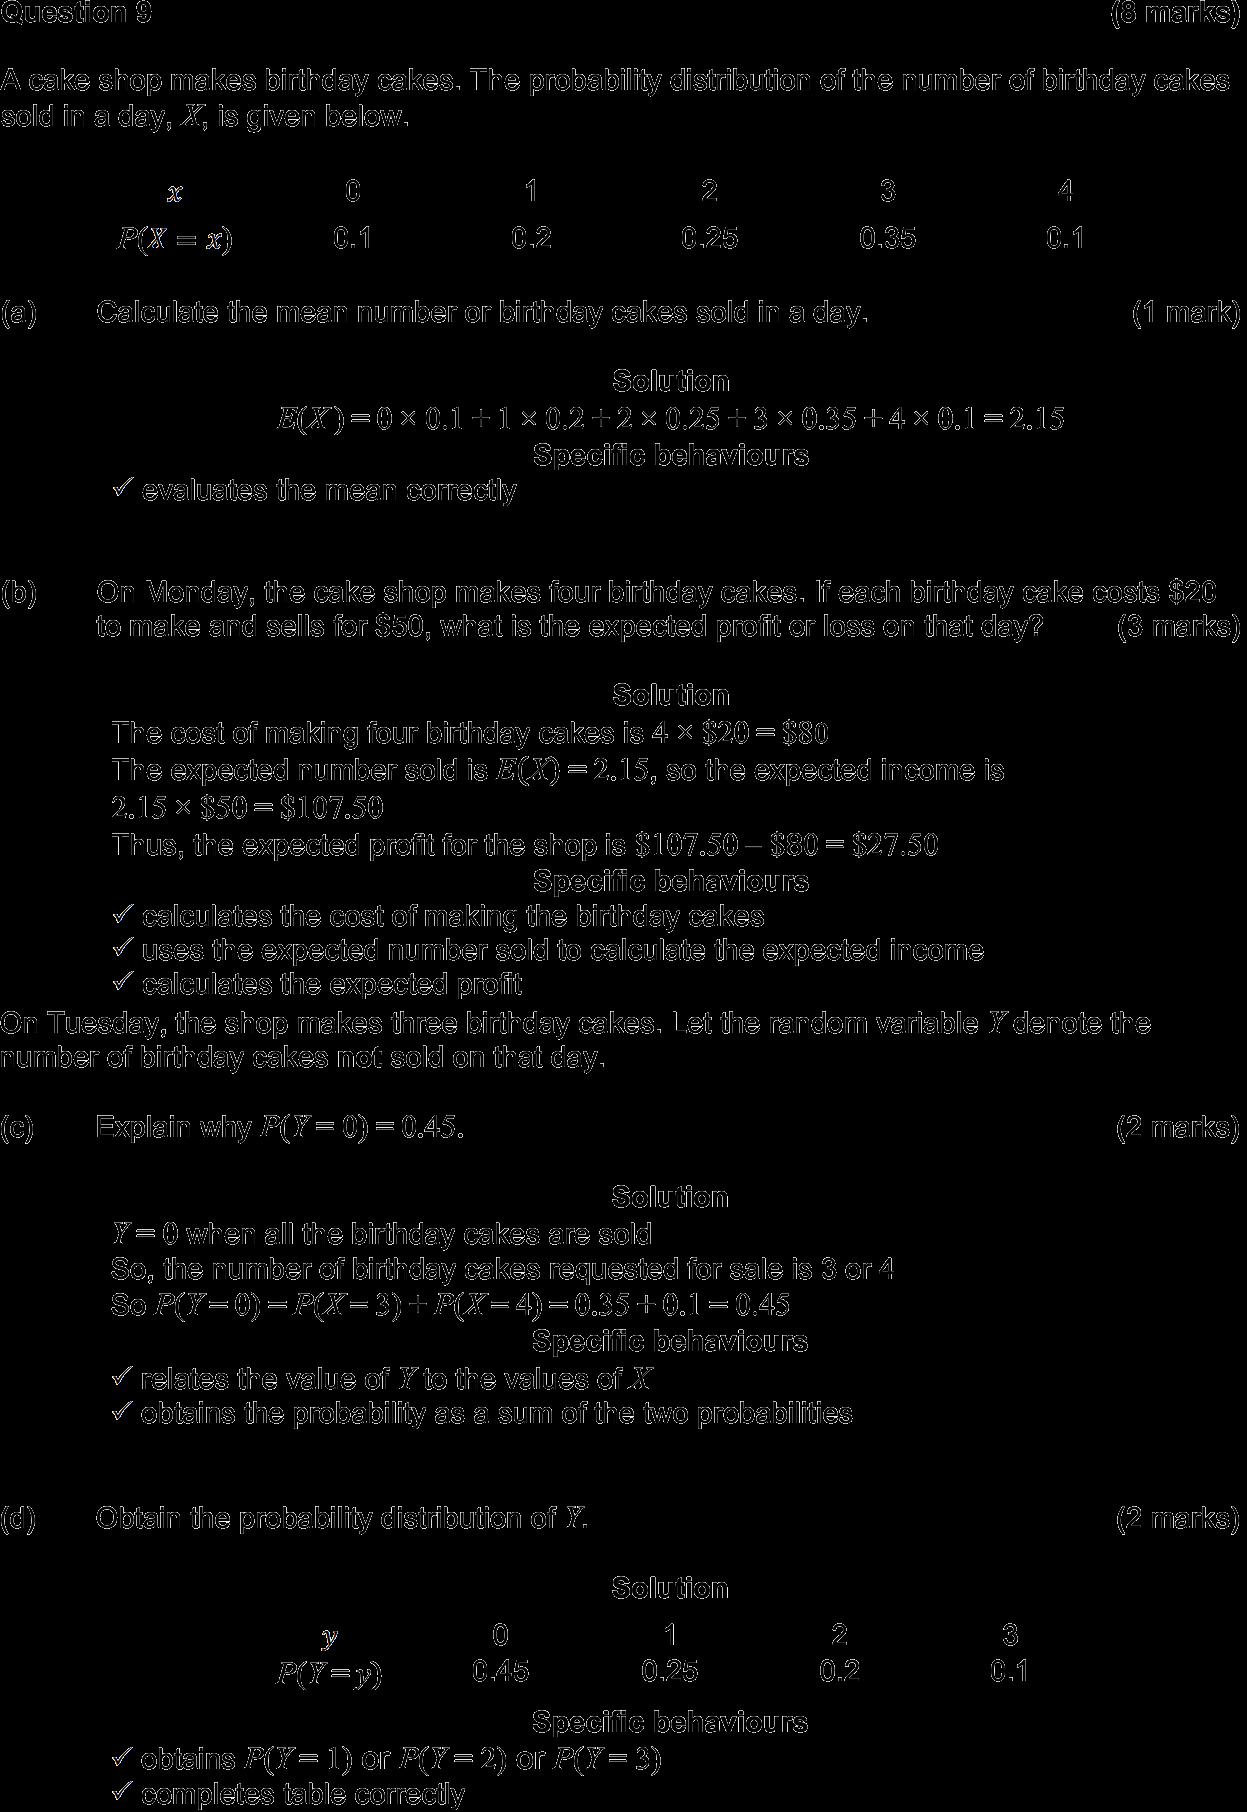 Question 9 (8 marks)
A cake shop makes birthday cakes. The probability distribution of the number of birthday cakes
sold in a day, X, is given below.
x 0 1 2 3 4
P(X = x) 0.1 0.2 0.25 0.35 0.1
(a) Calculate the mean number or birthday cakes sold in a day. (1 mark)
Solution
E(X) = 0 × 0.1 + 1 × 0.2 + 2 × 0.25 + 3 × 0.35 + 4 × 0.1 = 2.15
Specific behaviours
✓ evaluates the mean correctly
(b) On Monday, the cake shop makes four birthday cakes. If each birthday cake costs $20
to make and sells for $50, what is the expected profit or loss on that day? (3 marks)
Solution
The cost of making four birthday cakes is 4 × $20 = $80
The expected number sold is E(X) = 2.15, so the expected income is
2.15 × $50 = $107.50
Thus, the expected profit for the shop is $107.50 – $80 = $27.50
Specific behaviours
✓ calculates the cost of making the birthday cakes
✓ uses the expected number sold to calculate the expected income
✓ calculates the expected profit
On Tuesday, the shop makes three birthday cakes. Let the random variable Y denote the
number of birthday cakes not sold on that day.
(c) Explain why P(Y = 0) = 0.45. (2 marks)
Solution
Y = 0 when all the birthday cakes are sold
So, the number of birthday cakes requested for sale is 3 or 4
So P(Y = 0) = P(X = 3) + P(X = 4) = 0.35 + 0.1 = 0.45
Specific behaviours
✓ relates the value of Y to the values of X
✓ obtains the probability as a sum of the two probabilities
(d) Obtain the probability distribution of Y. (2 marks)
Solution
y 0 1 2 3
P(Y = y) 0.45 0.25 0.2 0.1
Specific behaviours
✓ obtains P(Y = 1) or P(Y = 2) or P(Y = 3)
✓ completes table correctly